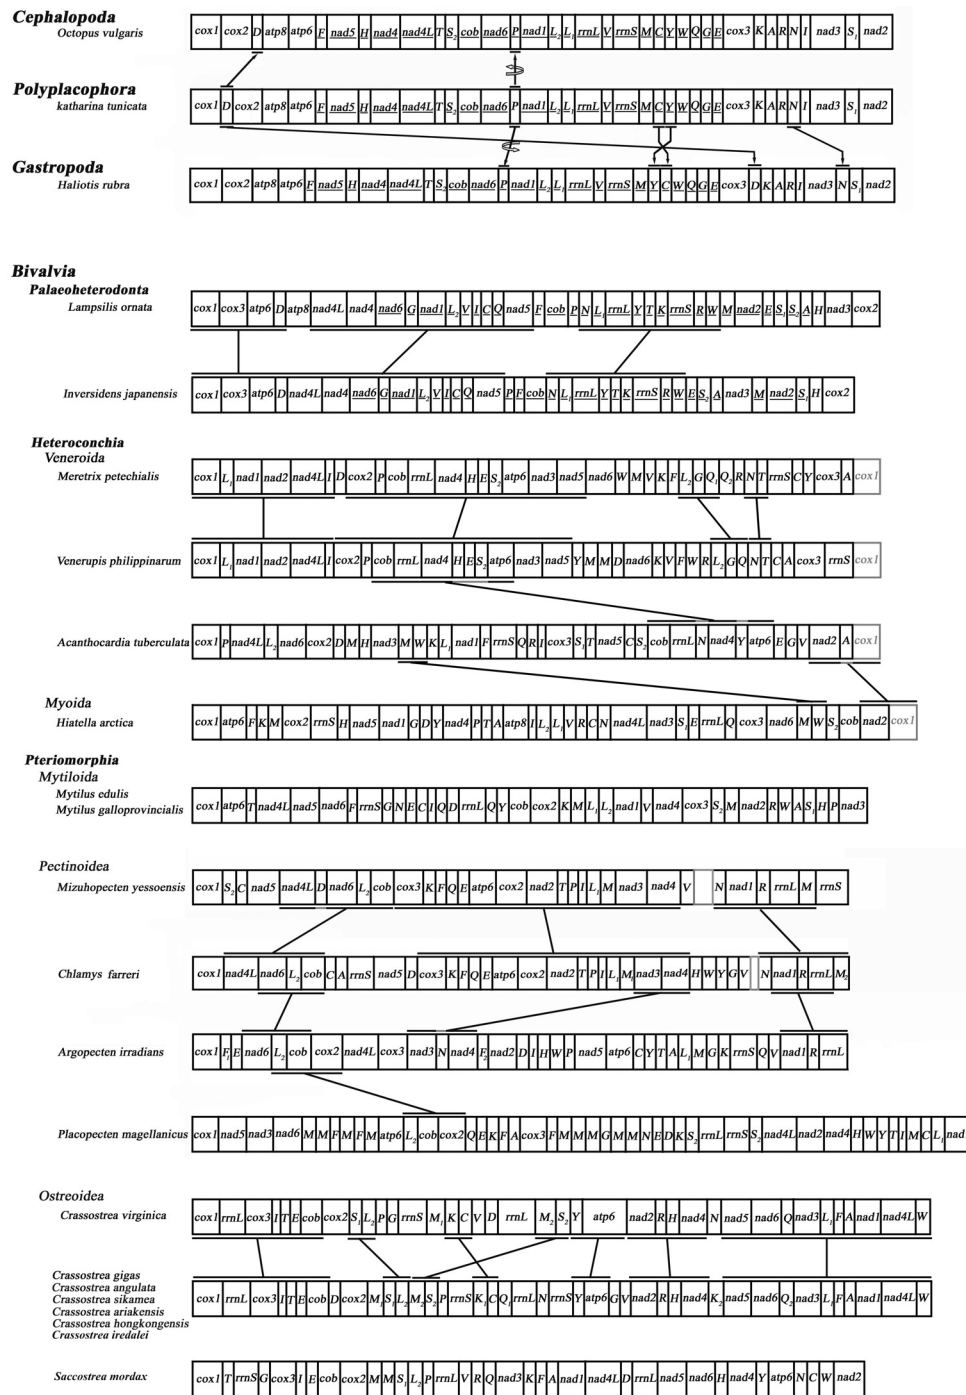 Cephalopoda
Octopus vulgaris
cox1 cox2 D atp8 atp6 F nad5 H nad4 nad4L T S2 cob nad6 P nad1 L2 L1 rrnL V rrnS M C Y W Q G E cox3 K A R N I nad3 S1 nad2
Polyplacophora
katharina tunicata
cox1 D cox2 atp8 atp6 F nad5 H nad4 nad4L T S2 cob nad6 P nad1 L2 L1 rrnL V rrnS M C Y W Q G E cox3 K A R N I nad3 S1 nad2
Gastropoda
Haliotis rubra
cox1 cox2 atp8 atp6 F nad5 H nad4 nad4L T S2 cob nad6 P nad1 L2 L1 rrnL V rrnS M Y C W Q G E cox3 D K A R I nad3 N S1 nad2
Bivalvia
Palaeoheterodonta
Lampsilis ornata
cox1 cox3 atp6 D atp8 nad4L nad4 nad6 G nad1 L2 V I C Q nad5 F cob P N L1 rrnL Y T K rrnS R W M nad2 E S1 S2 A H nad3 cox2
Inversidens japanensis
cox1 cox3 atp6 D nad4L nad4 nad6 G nad1 L2 V I C Q nad5 P F cob N L1 rrnL Y T K rrnS R W E S2 A nad3 M nad2 S1 H cox2
Heteroconchia
Veneroida
Meretrix petechialis
cox1 L1 nad1 nad2 nad4L I D cox2 P cob rrnL nad4 H E S2 atp6 nad3 nad5 nad6 W M V K F L2 G Q1 Q2 R N T rrnS C Y cox3 A cox1
Venerupis philippinarum
cox1 L1 nad1 nad2 nad4L I cox2 P cob rrnL nad4 H E S2 atp6 nad3 nad5 Y M M D nad6 K V F W R L2 G Q N T C A cox3 rrnS cox1
Acanthocardia tuberculata
cox1 P nad4L L2 nad6 cox2 D M H nad3 M W K L1 nad1 F rrnS Q R I cox3 S1 T nad5 C S2 cob rrnL N nad4 Y atp6 E G V nad2 A cox1
Myoida
Hiatella arctica
cox1 atp6 F K M cox2 rrnS H nad5 nad1 G D Y nad4 P T A atp8 I L2 L1 V R C N nad4L nad3 S1 E rrnL Q cox3 nad6 M W S2 cob nad2 cox1
Pteriomorphia
Mytiloida
Mytilus edulis
Mytilus galloprovincialis
cox1 atp6 T nad4L nad5 nad6 F rrnS G N E C I Q D rrnL Q Y cob cox2 K M L1 L2 nad1 V nad4 cox3 S2 M nad2 R W A S1 H P nad3
Pectinoidea
Mizuhopecten yessoensis
cox1 S2 C nad5 nad4L D nad6 L2 cob cox3 K F Q E atp6 cox2 nad2 T P I L1 M nad3 nad4 V N nad1 R rrnL M rrnS
Chlamys farreri
cox1 nad4L nad6 L2 cob C A rrnS nad5 D cox3 K F Q E atp6 cox2 nad2 T P I L1 M1 nad3 nad4 H W Y G V N nad1 R rrnL M2
Argopecten irradians
cox1 F1 E nad6 L2 cob cox2 nad4L cox3 nad3 N nad4 F2 nad2 D I H W P nad5 atp6 C Y T A L1 M G K rrnS Q V nad1 R rrnL
Placopecten magellanicus
cox1 nad5 nad3 nad6 M M F M F M atp6 L2 cob cox2 Q E K F A cox3 F M M M G M M N E D K S2 rrnL rrnS S2 nad4L nad2 nad4 H W Y T I M C L1 nad
Ostreoidea
Crassostrea virginica
cox1 rrnL cox3 I T E cob cox2 S1 L2 P G rrnS M1 K C V D rrnL M2 S2 Y atp6 nad2 R H nad4 N nad5 nad6 Q nad3 L1 F A nad1 nad4L W
Crassostrea gigas
Crassostrea angulata
Crassostrea sikamea
Crassostrea ariakensis
Crassostrea hongkongensis
Crassostrea iredalei
cox1 rrnL cox3 I T E cob D cox2 M1 S1 L2 M2 S2 P rrnS K1 C Q1 rrnL N rrnS Y atp6 G V nad2 R H nad4 K2 nad5 nad6 Q2 nad3 L1 F A nad1 nad4L W
Saccostrea mordax
cox1 T rrnS G cox3 I E cob cox2 M M S1 L2 P rrnL V R Q nad3 K F A nad1 nad4L D rrnL nad5 nad6 H nad4 Y atp6 N C W nad2